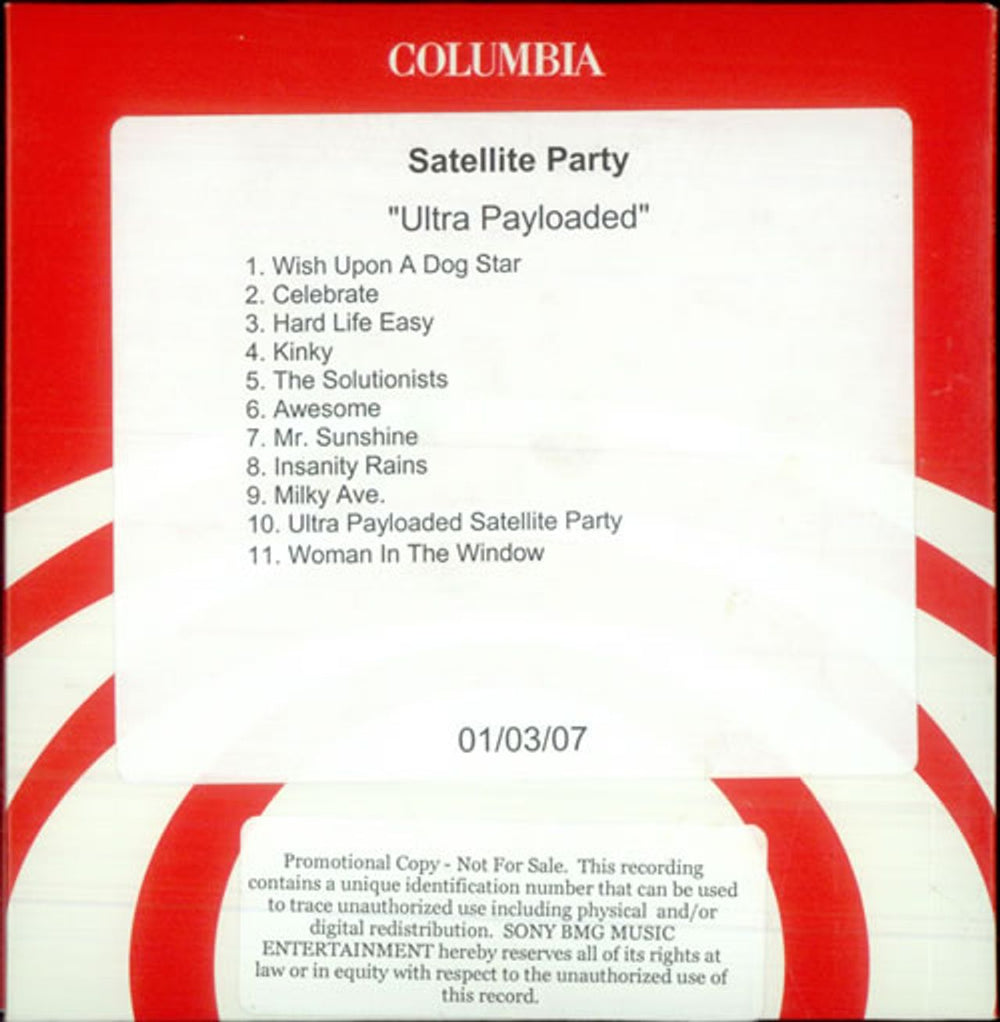 COLUMBIA
Satellite Party
"Ultra Payloaded"
1. Wish Upon A Dog Star
2. Celebrate
3. Hard Life Easy
4. Kinky
5. The Solutionists
6. Awesome
7. Mr. Sunshine
8. Insanity Rains
9. Milky Ave.
10. Ultra Payloaded Satellite Party
11. Woman In The Window
01/03/07
Promotional Copy - Not For Sale. This recording
contains a unique identification number that can be used
to trace unauthorized use including physical and/or
digital redistribution. SONY BMG MUSIC
ENTERTAINMENT hereby reserves all of its rights at
law or in equity with respect to the unauthorized use of
this record.